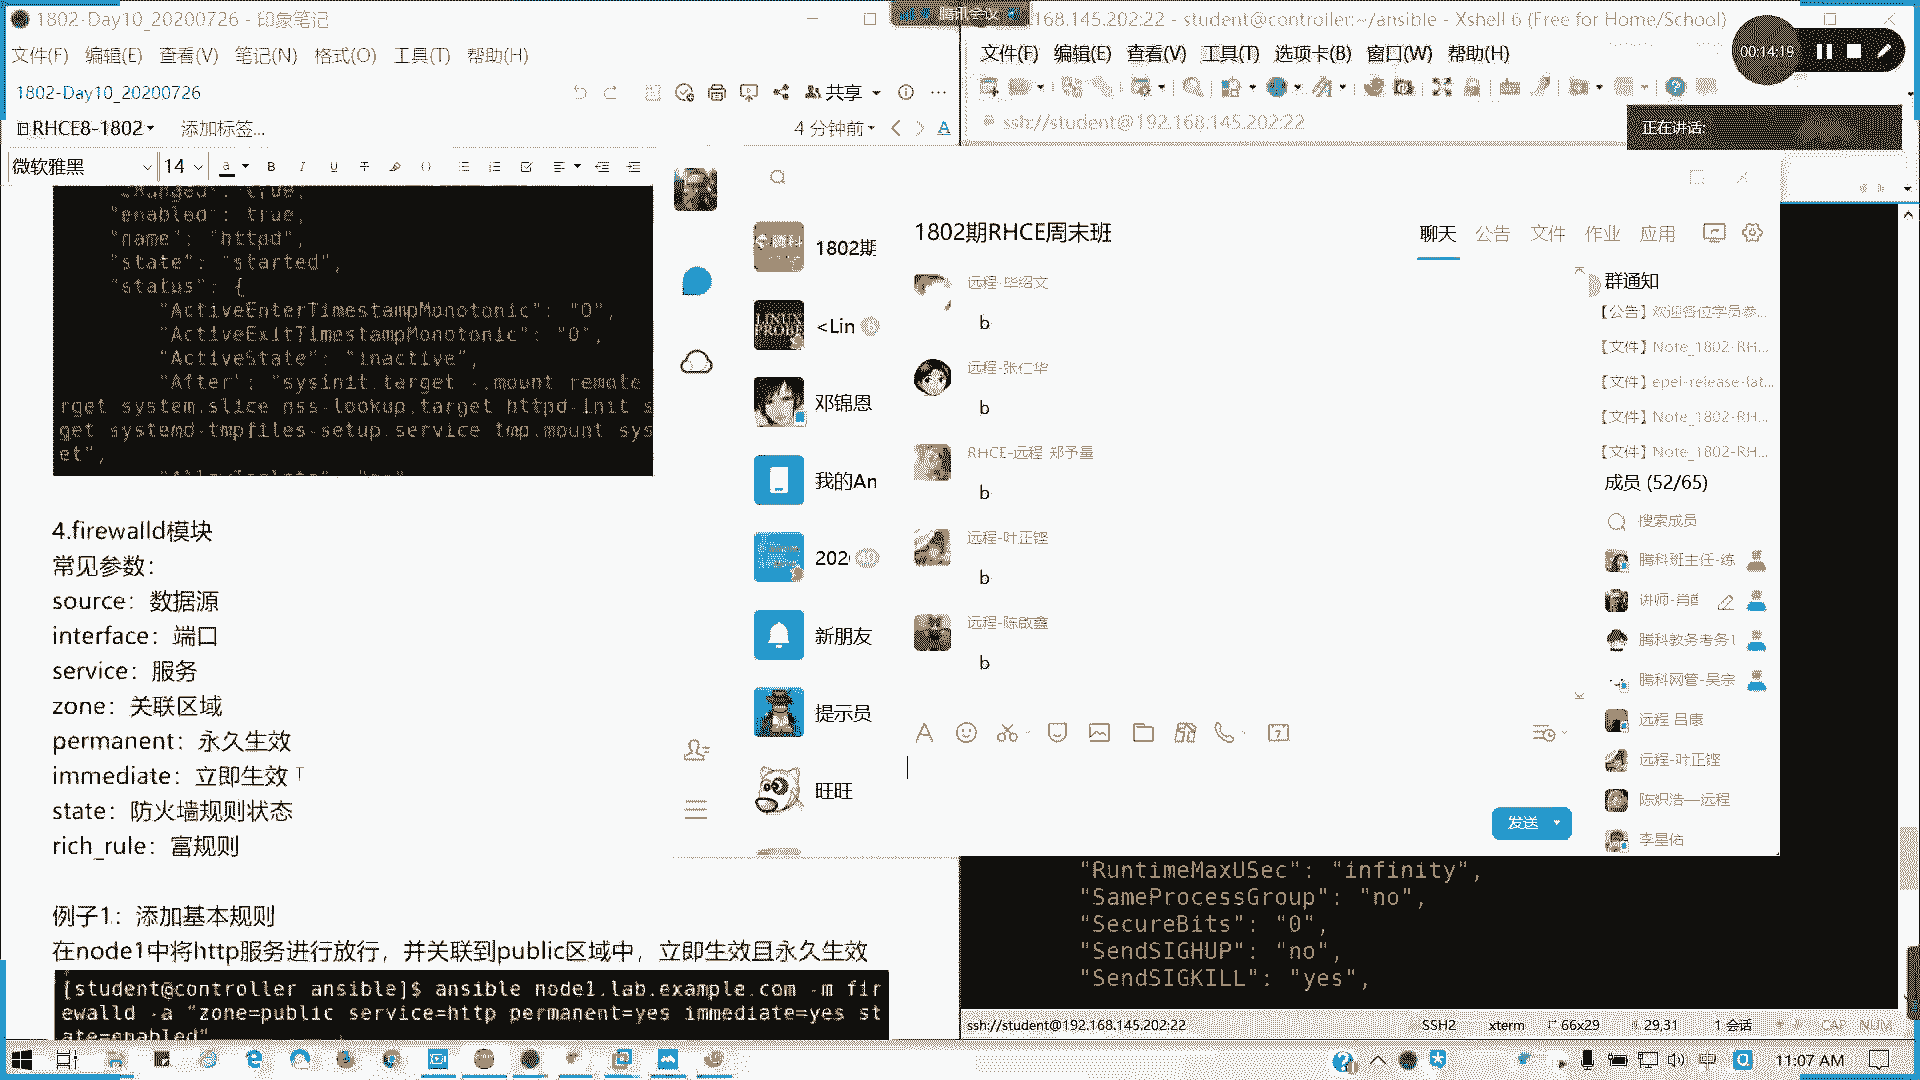 1802-Day10_20200726 - 印象笔记
文件(F) 编辑(E) 查看(V) 笔记(N) 格式(O) 工具(T) 帮助(H)
1802-Day10_20200726
共享
RHCE8-1802
添加标签...
4 分钟前
微软雅黑
14
"enabled": true,
"name": "httpd",
"state": "started",
"status": {
"ActiveEnterTimestampMonotonic": "0",
"ActiveExitTimestampMonotonic": "0",
"ActiveState": "inactive",
"After": "sysinit.target -.mount remote
rget system.slice nss-lookup.target httpd-init s
get systemd-tmpfiles-setup.service tmp.mount sys
et",
4.firewalld模块
常见参数：
source：数据源
interface：端口
service：服务
zone：关联区域
permanent：永久生效
immediate：立即生效
state：防火墙规则状态
rich_rule：富规则
例子1：添加基本规则
在node1中将http服务进行放行，并关联到public区域中，立即生效且永久生效
[student@controller ansible]$ ansible node1.lab.example.com -m fir
ewalld -a "zone=public service=http permanent=yes immediate=yes st
ate=enabled"
腾讯会议
168.145.202:22 - student@controller:~/ansible - Xshell 6 (Free for Home/School)
文件(F) 编辑(E) 查看(V) 工具(T) 选项卡(B) 窗口(W) 帮助(H)
00:14:19
ssh://student@192.168.145.202:22
正在讲话:
1802期
<Lin
邓锦恩
我的An
202
新朋友
提示员
旺旺
1802期RHCE周末班
聊天 公告 文件 作业 应用
远程-毕绍文
b
远程-张仁华
b
RHCE-远程 郑予量
b
远程-叶正铿
b
远程-陈啟鑫
b
发送
群通知
【公告】欢迎各位学员参...
【文件】Note_1802-RH...
【文件】epel-release-lat...
【文件】Note_1802-RH...
【文件】Note_1802-RH...
成员 (52/65)
搜索成员
腾科班主任-练
讲师-肖
腾科教务考务
腾科网管-吴宗
远程 吕康
远程-叶正铿
陈炽浩—远程
李星佑
"RuntimeMaxUSec": "infinity",
"SameProcessGroup": "no",
"SecureBits": "0",
"SendSIGHUP": "no",
"SendSIGKILL": "yes",
ssh://student@192.168.145.202:22
SSH2
xterm
66x29
29,31
1 会话
CAP NUM
中
11:07 AM